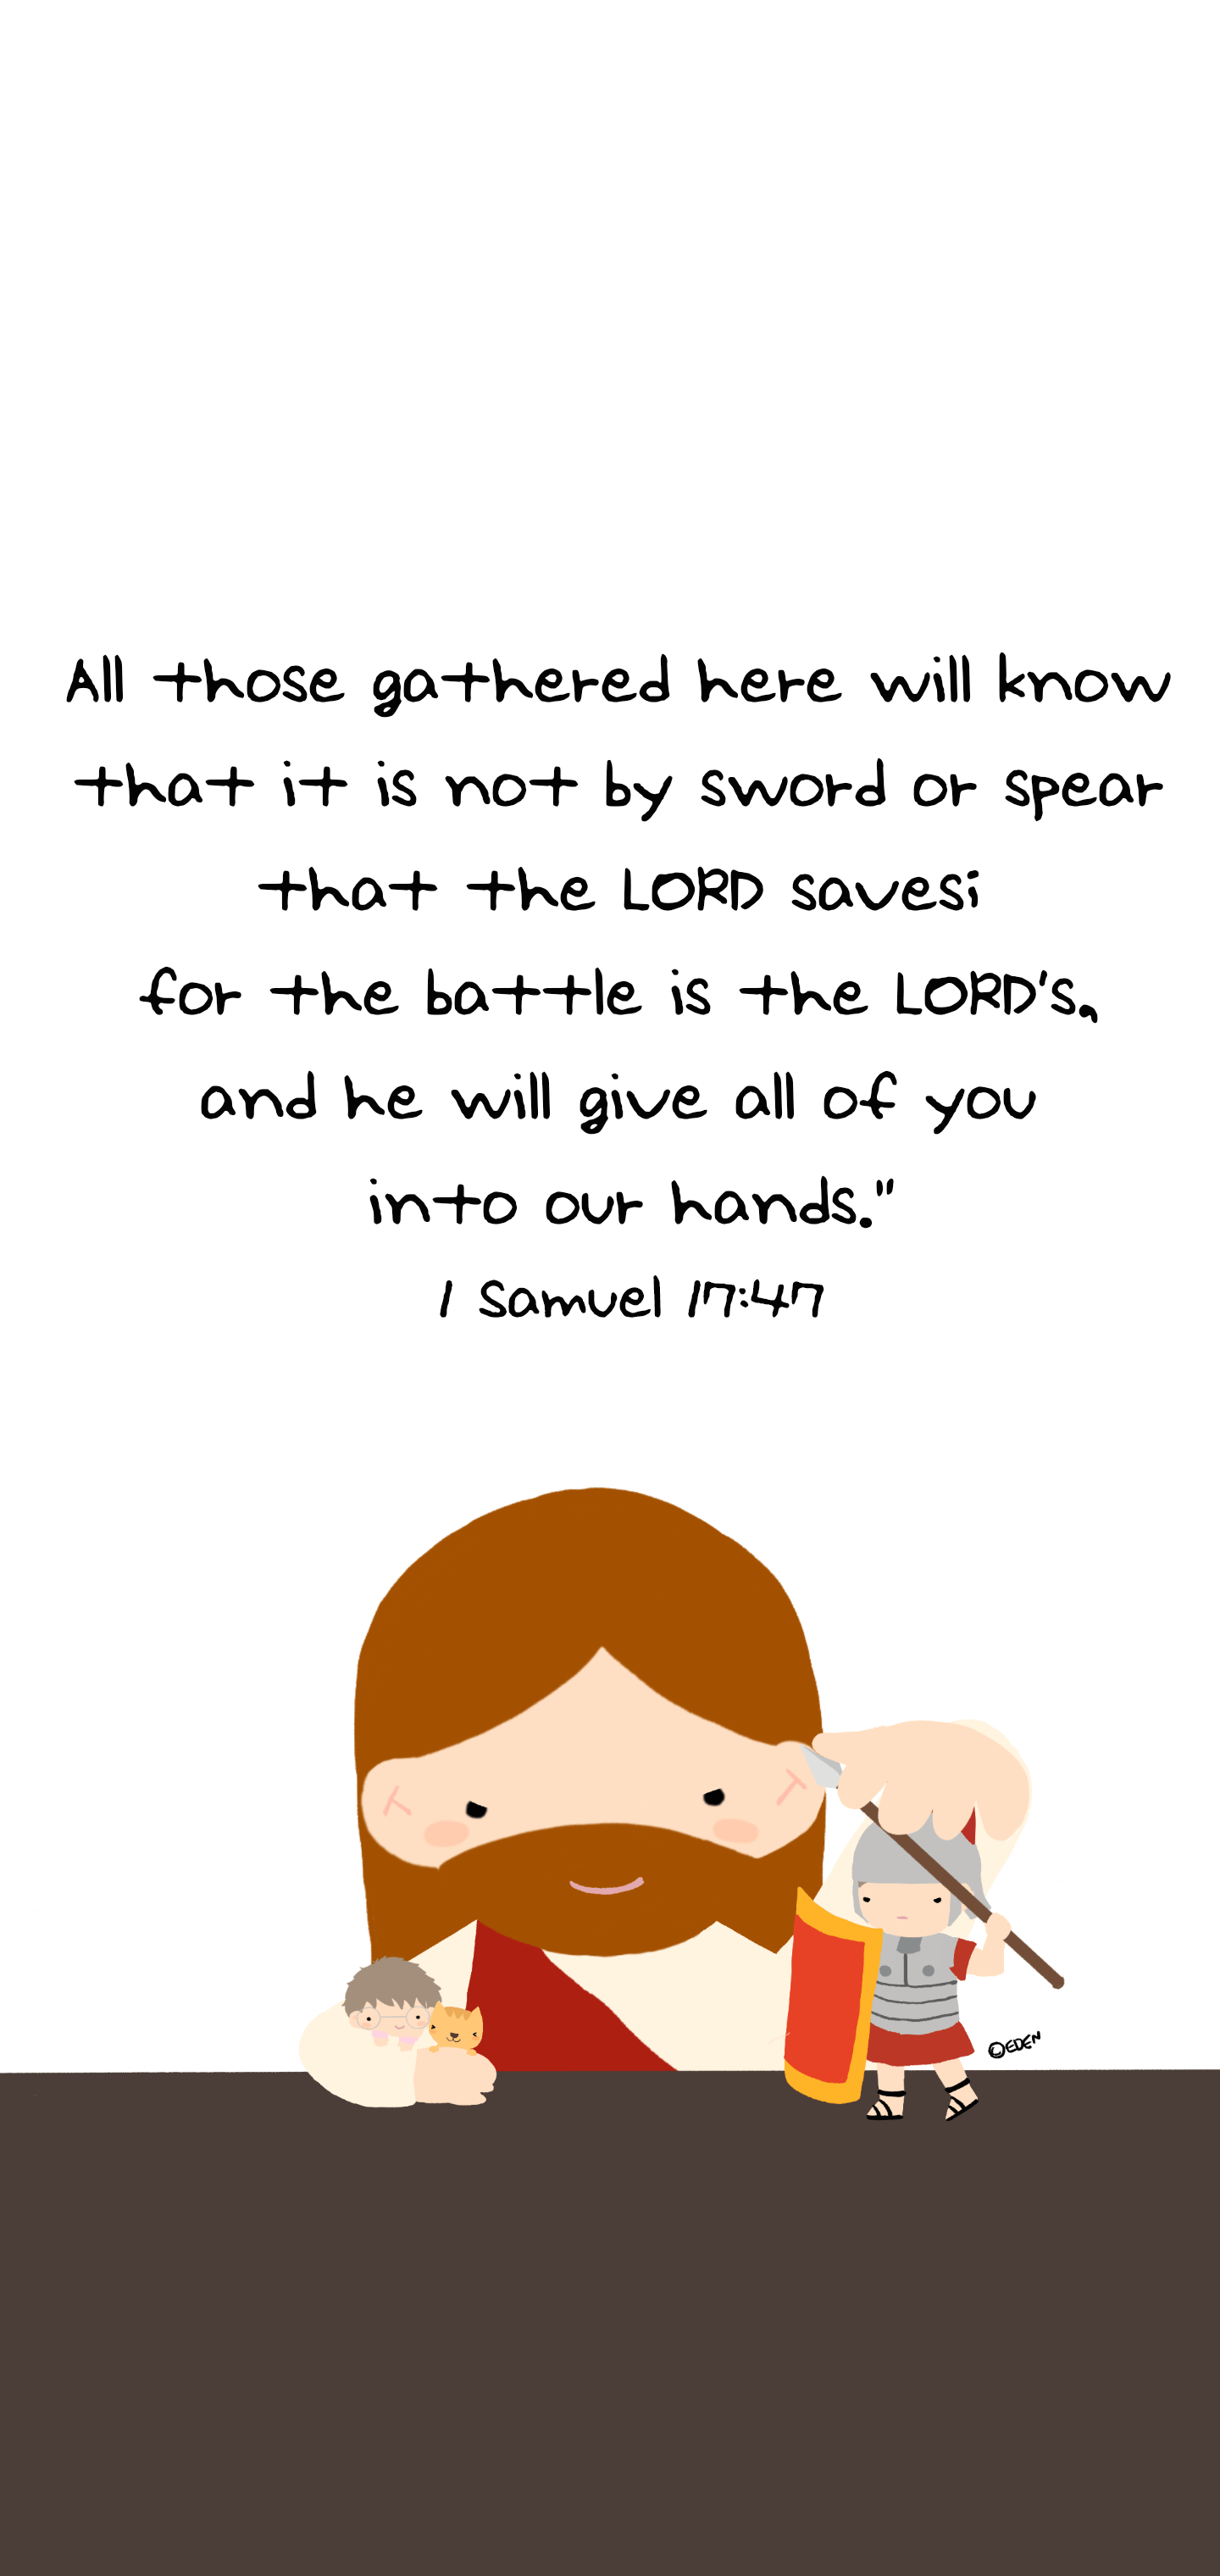 All those gathered here will know
that it is not by sword or spear
that the LORD savesi
for the battle is the LORD's,
and he will give all of you
into our hands."
1 Samuel 17:47
©EDEN